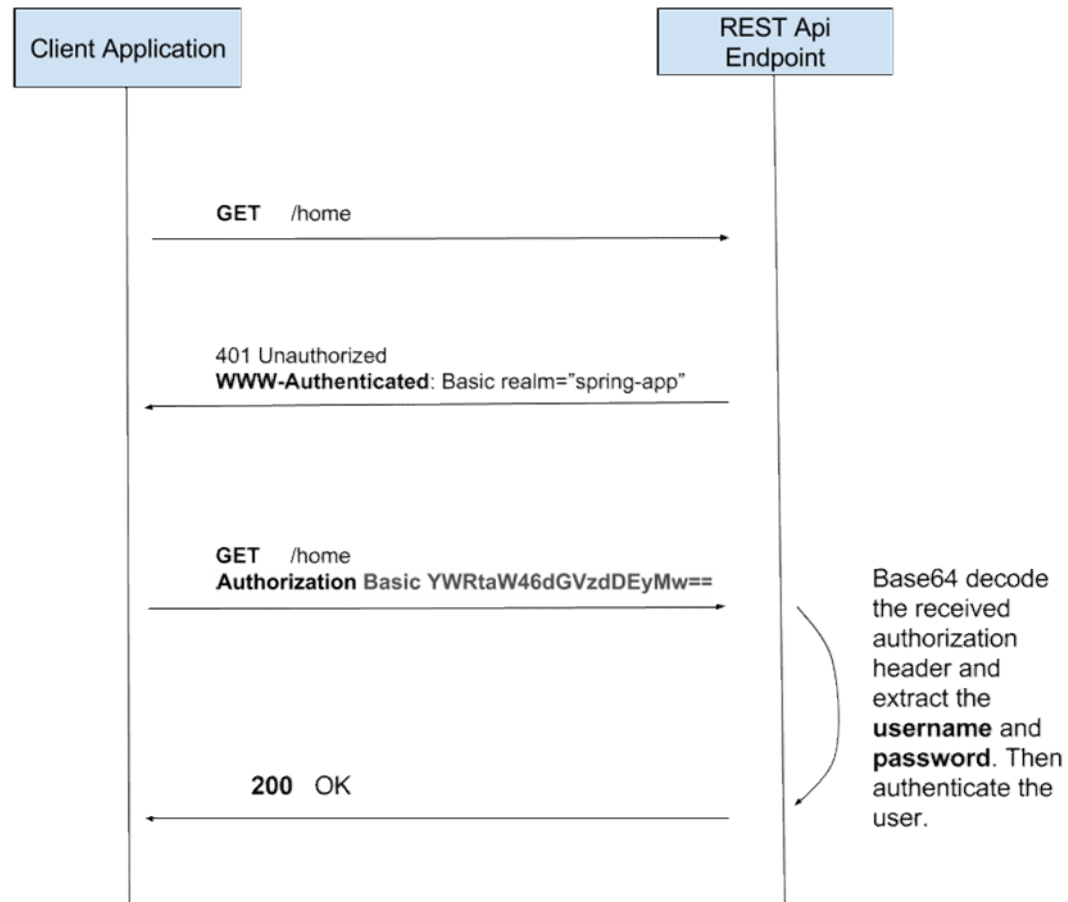 Client Application
REST Api
Endpoint
GET /home
401 Unauthorized
WWW-Authenticated: Basic realm=”spring-app”
GET /home
Authorization Basic YWRtaW46dGVzdDEyMw==
Base64 decode
the received
authorization
header and
extract the
username and
password. Then
authenticate the
user.
200 OK